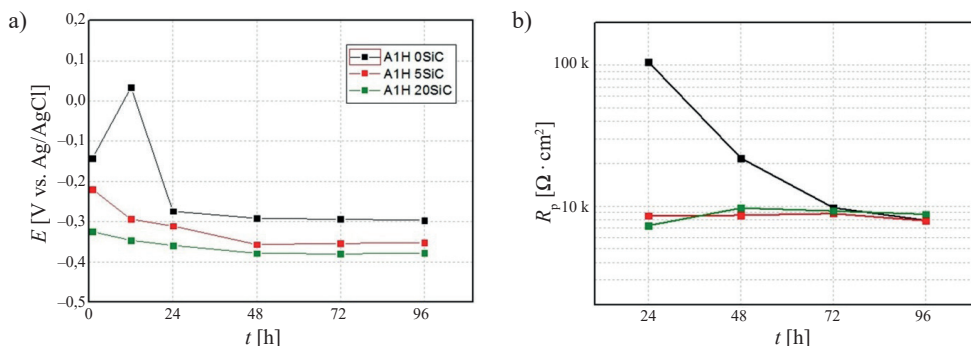 a)
E [V vs. Ag/AgCl]
0,2
0,1
0,0
–0,1
–0,2
–0,3
–0,4
–0,5
0
24
48
72
96
t [h]
A1H 0SiC
A1H 5SiC
A1H 20SiC
b)
Rp [Ω · cm²]
100 k
10 k
24
48
72
96
t [h]